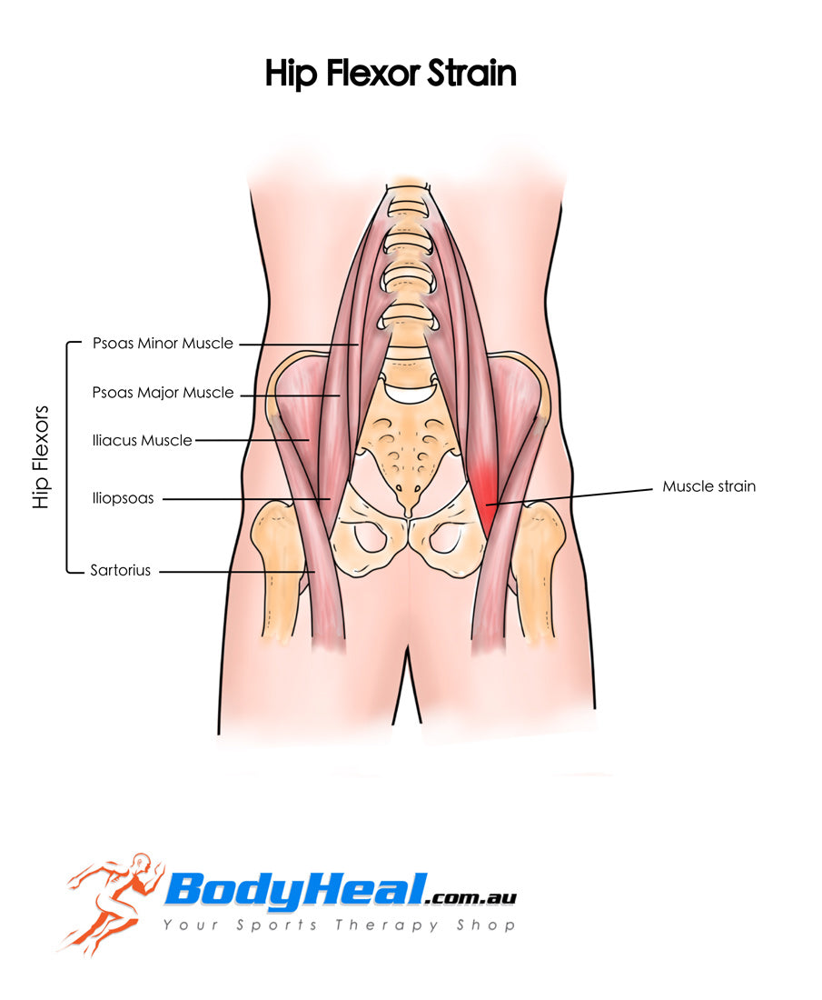 Hip Flexor Strain
Hip Flexors
Psoas Minor Muscle
Psoas Major Muscle
Iliacus Muscle
Iliopsoas
Sartorius
Muscle strain
BodyHeal.com.au
Your Sports Therapy Shop